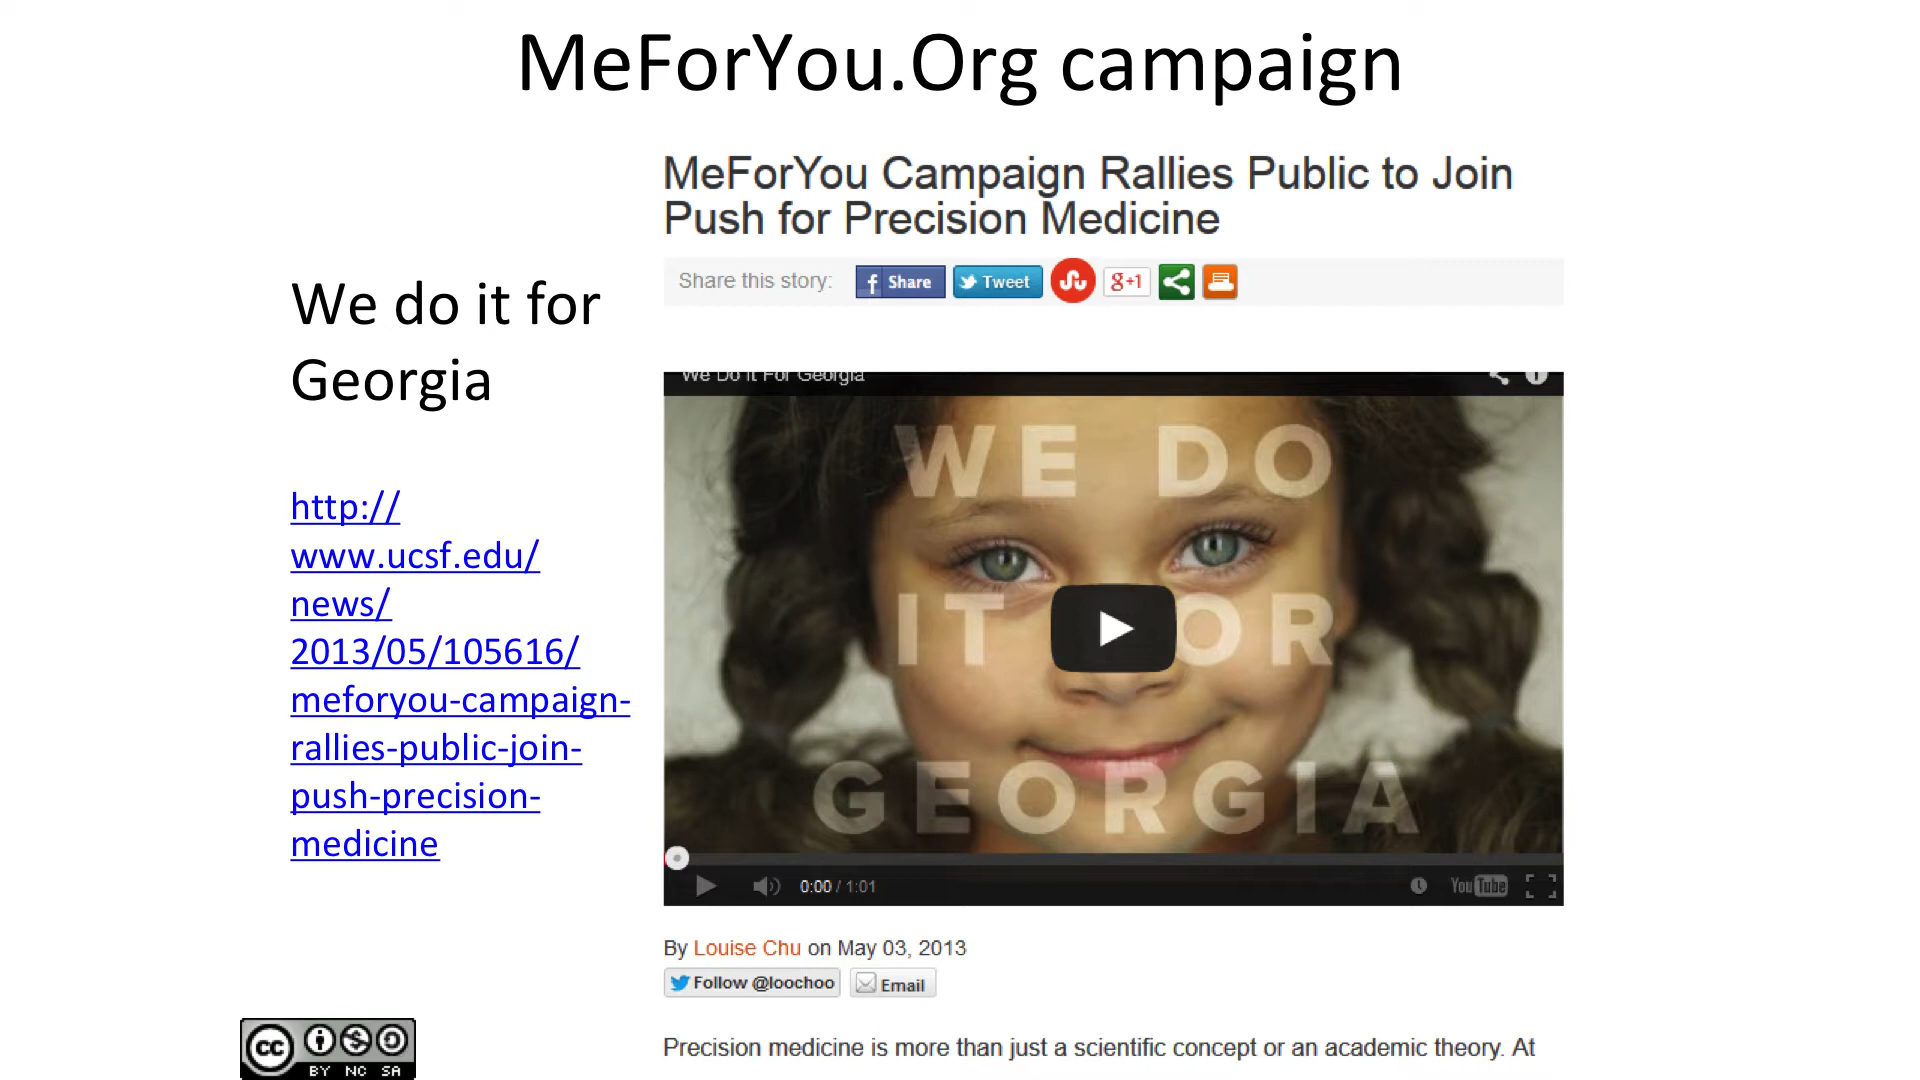 MeForYou.Org campaign
We do it for
Georgia
http://
www.ucsf.edu/
news/
2013/05/105616/
meforyou-campaign-
rallies-public-join-
push-precision-
medicine
MeForYou Campaign Rallies Public to Join
Push for Precision Medicine
Share this story: Share Tweet g+1
We Do It For Georgia
WE DO
IT OR
GEORGIA
0:00 / 1:01 YouTube
By Louise Chu on May 03, 2013
Follow @loochoo Email
Precision medicine is more than just a scientific concept or an academic theory. At
cc
BY NC SA